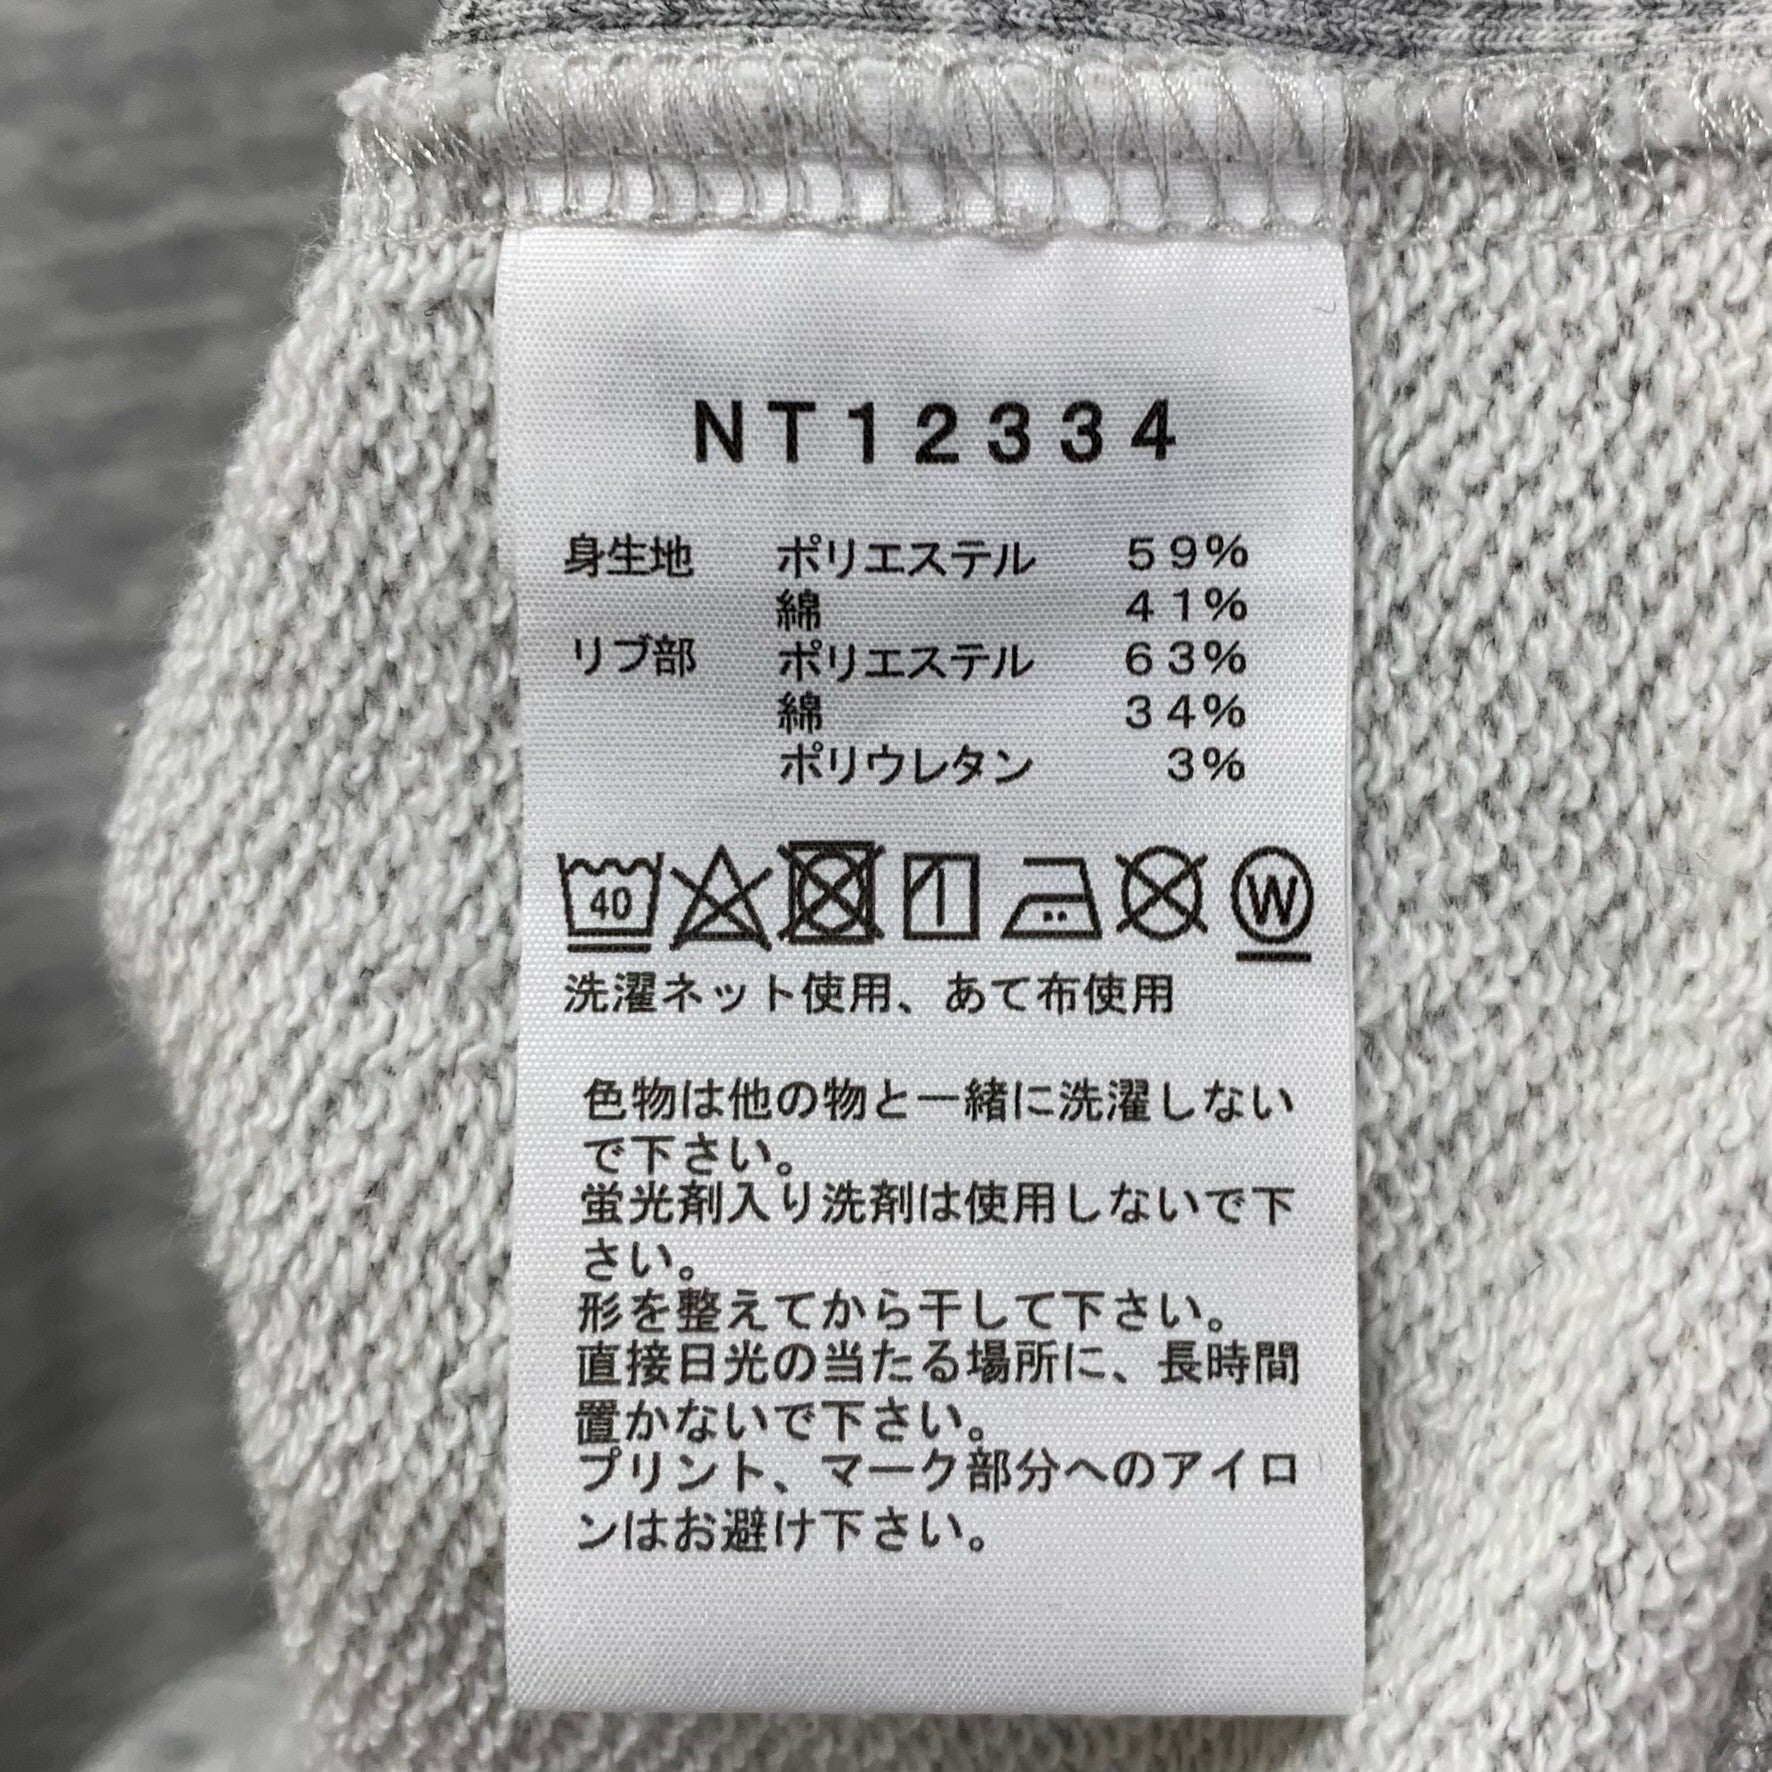 NT12334
身生地 ポリエステル 59%
綿 41%
リブ部 ポリエステル 63%
綿 34%
ポリウレタン 3%
40 W
洗濯ネット使用、あて布使用
色物は他の物と一緒に洗濯しない
で下さい。
蛍光剤入り洗剤は使用しないで下
さい。
形を整えてから干して下さい。
直接日光の当たる場所に、長時間
置かないで下さい。
プリント、マーク部分へのアイロ
ンはお避け下さい。